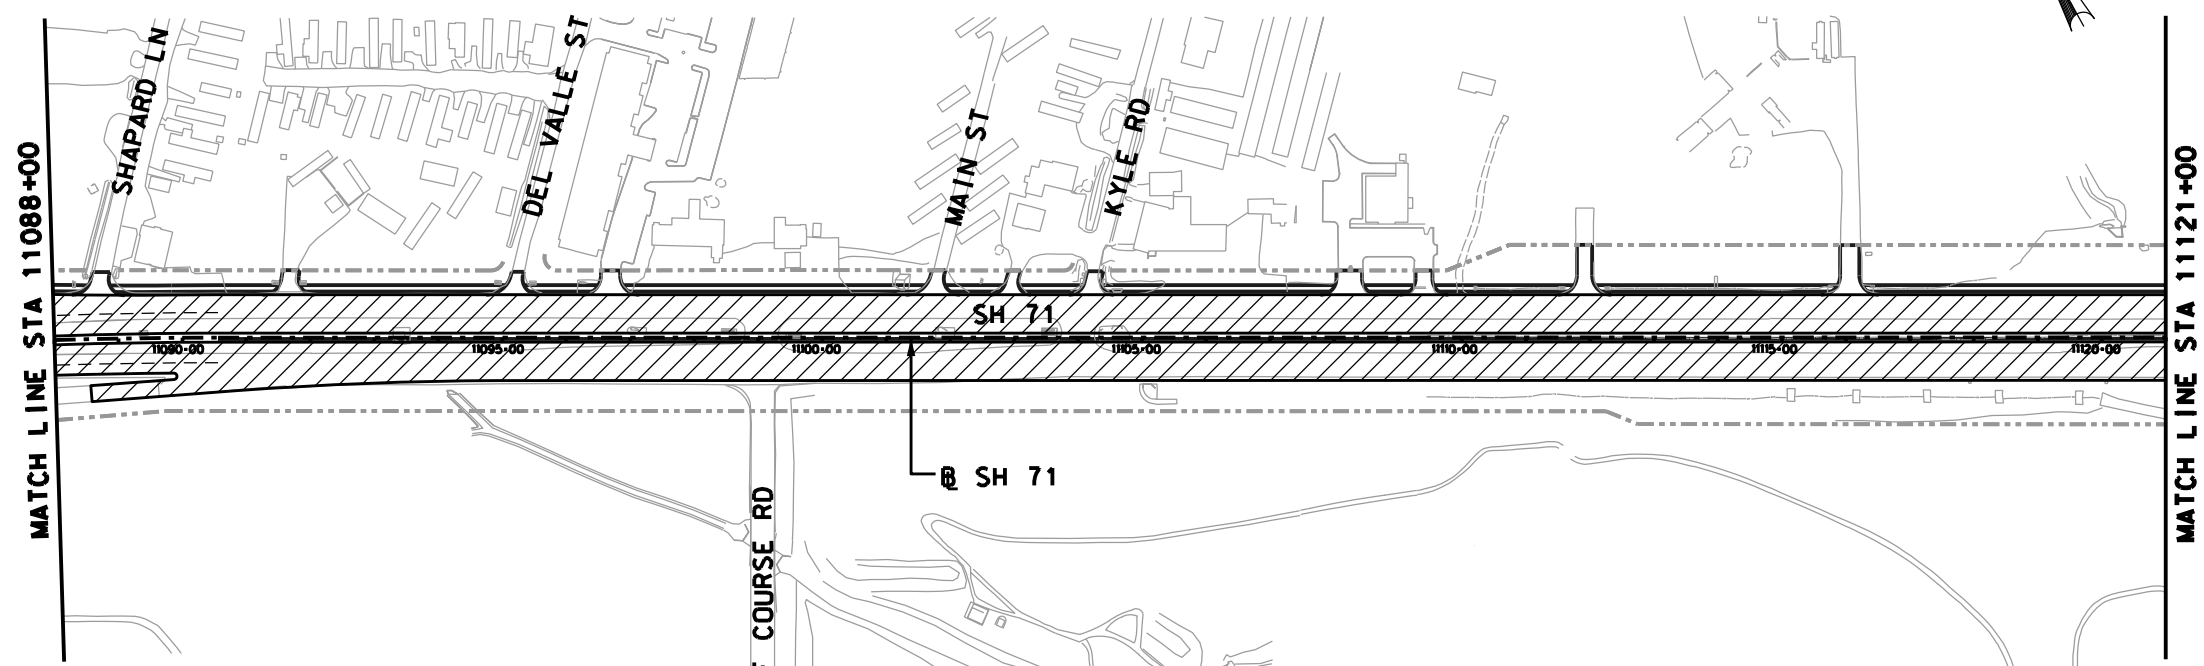 MATCH LINE STA 11088+00
SHAPARD LN
DEL VALLE ST
MAIN ST
KYLE RD
MATCH LINE STA 11121+00
SH 71
11090+00
11095+00
11100+00
11105+00
11110+00
11115+00
11120+00
SH 71
COURSE RD